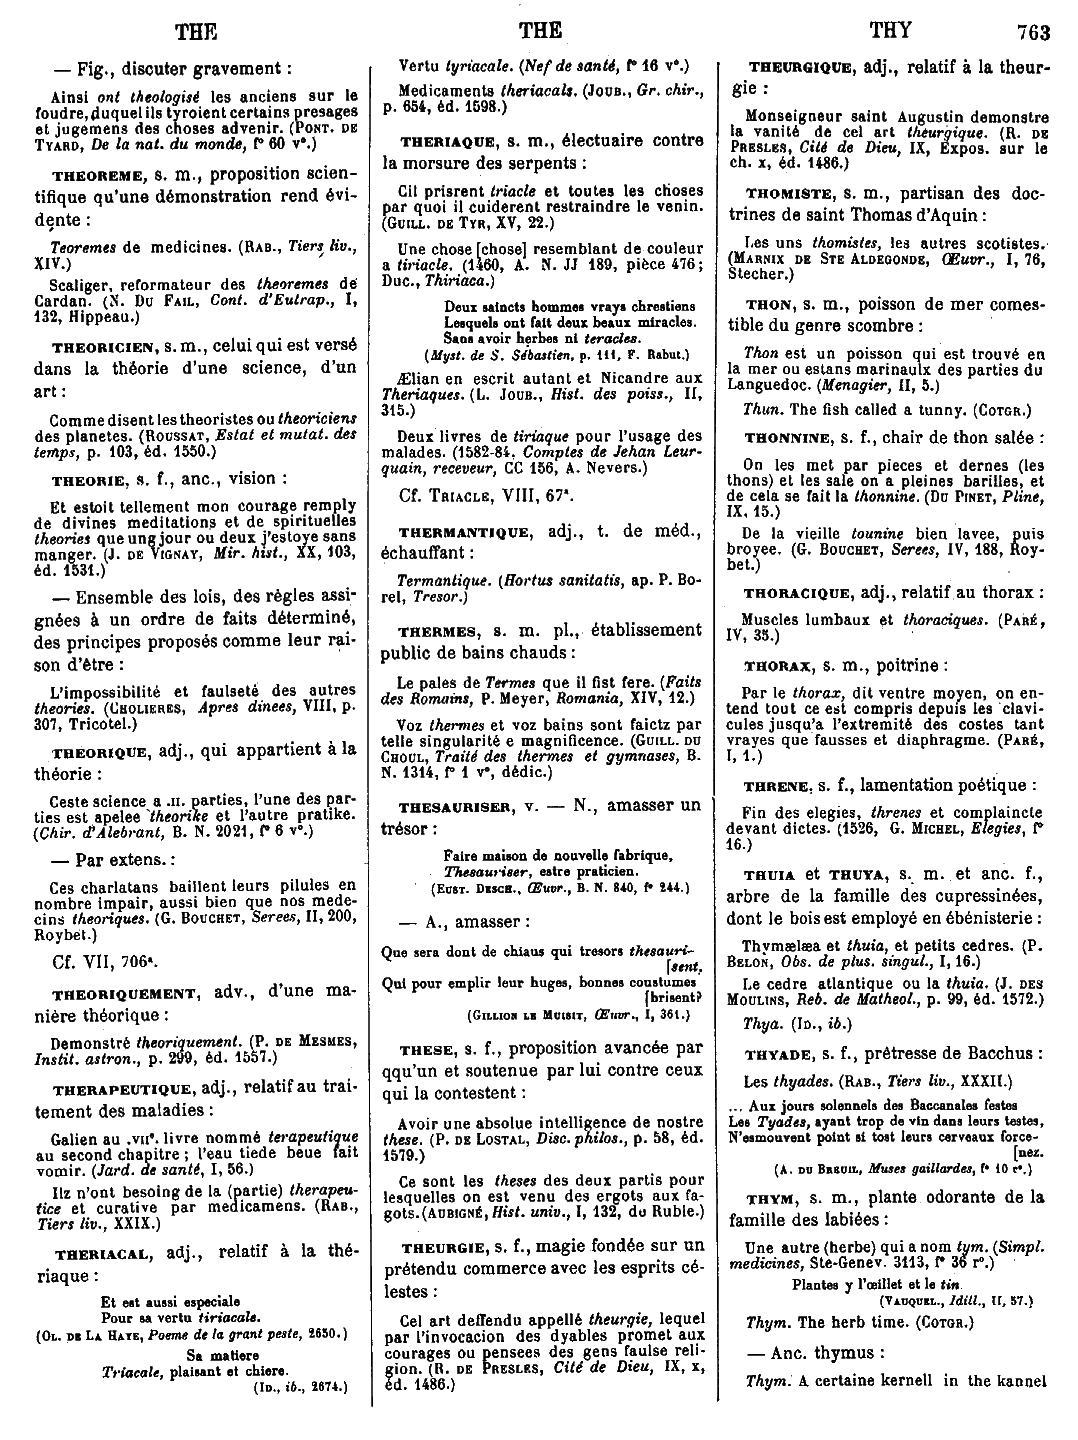 THE
THE
THY
763
— Fig., discuter gravement :
Ainsi ont theologisé les anciens sur le
foudre, duquel ils tyroient certains presages
et jugemens des choses advenir. (PONT. DE
TYARD, De la nat. du monde, f° 60 v°.)
THEOREME, s. m., proposition scien-
tifique qu'une démonstration rend évi-
dente :
Teoremes de medicines. (RAB., Tiers liv.,
XIV.)
Scaliger, reformateur des theoremes de
Cardan. (N. DU FAIL, Cont. d'Eutrap., I,
132, Hippeau.)
THEORICIEN, s. m., celui qui est versé
dans la théorie d'une science, d'un
art :
Comme disent les theoristes ou theoriciens
des planetes. (ROUSSAT, Estat et mutat. des
temps, p. 103, éd. 1550.)
THEORIE, s. f., anc., vision :
Et estoit tellement mon courage remply
de divines meditations et de spirituelles
theories que ung jour ou deux j'estoye sans
manger. (J. DE VIGNAY, Mir. hist., XX, 103,
éd. 1531.)
— Ensemble des lois, des règles assi-
gnées à un ordre de faits déterminé,
des principes proposés comme leur rai-
son d'être :
L'impossibilité et faulseté des autres
theories. (CHOLIERES, Apres dinees, VIII, p.
307, Tricotel.)
THEORIQUE, adj., qui appartient à la
théorie :
Ceste science a .II. parties, l'une des par-
ties est apelee theorike et l'autre pratike.
(Chir. d'Alebrant, B. N. 2021, f° 6 v°.)
— Par extens. :
Ces charlatans baillent leurs pilules en
nombre impair, aussi bien que nos mede-
cins theoriques. (G. BOUCHET, Serees, II, 200,
Roybet.)
Cf. VII, 706ᵃ.
THEORIQUEMENT, adv., d'une ma-
nière théorique :
Demonstré theoriquement. (P. DE MESMES,
Instit. astron., p. 299, éd. 1557.)
THERAPEUTIQUE, adj., relatif au trai-
tement des maladies :
Galien au .VIIᵉ. livre nommé terapeutique
au second chapitre ; l'eau tiede beue fait
vomir. (Jard. de santé, I, 56.)
Ilz n'ont besoing de la (partie) therapeu-
tice et curative par medicamens. (RAB.,
Tiers liv., XXIX.)
THERIACAL, adj., relatif à la thé-
riaque :
Et est aussi especiale
Pour sa vertu tiriacale.
(OL. DE LA HAYE, Poeme de la grant peste, 2650.)
Sa matiere
Triacale, plaisant et chiere.
(ID., ib., 2674.)
Vertu tyriacale. (Nef de santé, f° 16 v°.)
Medicaments theriacals. (JOUB., Gr. chir.,
p. 654, éd. 1598.)
THERIAQUE, s. m., électuaire contre
la morsure des serpents :
Cil prisrent triacle et toutes les choses
par quoi il cuiderent restraindre le venin.
(GUILL. DE TYR, XV, 22.)
Une chose [chose] resemblant de couleur
a tiriacle. (1460, A. N. JJ 189, pièce 476 ;
Duc., Thiriaca.)
Deux saincts hommes vrays chrestiens
Lesquels ont fait deux beaux miracles.
Sans avoir herbes ni teracles.
(Myst. de S. Sébastien, p. 111, F. Rabut.)
Ælian en escrit autant et Nicandre aux
Theriaques. (L. JOUB., Hist. des poiss., II,
315.)
Deux livres de tiriaque pour l'usage des
malades. (1582-84, Comptes de Jehan Leur-
quain, receveur, CC 156, A. Nevers.)
Cf. TRIACLE, VIII, 67ᵃ.
THERMANTIQUE, adj., t. de méd.,
échauffant :
Termantique. (Hortus sanitatis, ap. P. Bo-
rel, Tresor.)
THERMES, s. m. pl., établissement
public de bains chauds :
Le pales de Termes que il fist fere. (Faits
des Romains, P. Meyer, Romania, XIV, 12.)
Voz thermes et voz bains sont faictz par
telle singularité e magnificence. (GUILL. DU
CHOUL, Traité des thermes et gymnases, B.
N. 1314, f° 1 v°, dédic.)
THESAURISER, v. — N., amasser un
trésor :
Faire maison de nouvelle fabrique,
Thesauriser, estre praticien.
(EUST. DESCH., Œuvr., B. N. 840, f° 244.)
— A., amasser :
Que sera dont de chiaus qui tresors thesauri-
[sent,
Qui pour emplir leur huges, bonnes coustumes
[brisent?
(GILLION LE MUISIT, Œuvr., I, 361.)
THESE, s. f., proposition avancée par
qqu'un et soutenue par lui contre ceux
qui la contestent :
Avoir une absolue intelligence de nostre
these. (P. DE LOSTAL, Disc. philos., p. 58, éd.
1579.)
Ce sont les theses des deux partis pour
lesquelles on est venu des ergots aux fa-
gots. (AUBIGNÉ, Hist. univ., I, 132, de Ruble.)
THEURGIE, s. f., magie fondée sur un
prétendu commerce avec les esprits cé-
lestes :
Cel art deffendu appellé theurgie, lequel
par l'invocacion des dyables promet aux
courages ou pensees des gens faulse reli-
gion. (R. DE PRESLES, Cité de Dieu, IX, x,
éd. 1486.)
THEURGIQUE, adj., relatif à la theur-
gie :
Monseigneur saint Augustin demonstre
la vanité de cel art theurgique. (R. DE
PRESLES, Cité de Dieu, IX, Expos. sur le
ch. x, éd. 1486.)
THOMISTE, s. m., partisan des doc-
trines de saint Thomas d'Aquin :
Les uns thomistes, les autres scotistes.
(MARNIX DE STE ALDEGONDE, Œuvr., I, 76,
Stecher.)
THON, s. m., poisson de mer comes-
tible du genre scombre :
Thon est un poisson qui est trouvé en
la mer ou estans marinaulx des parties du
Languedoc. (Menagier, II, 5.)
Thun. The fish called a tunny. (COTGR.)
THONNINE, s. f., chair de thon salée :
On les met par pieces et dernes (les
thons) et les sale on a pleines barilles, et
de cela se fait la thonnine. (DU PINET, Pline,
IX, 15.)
De la vieille tounine bien lavee, puis
broyee. (G. BOUCHET, Serees, IV, 188, Roy-
bet.)
THORACIQUE, adj., relatif au thorax :
Muscles lumbaux et thoraciques. (PARÉ,
IV, 35.)
THORAX, s. m., poitrine :
Par le thorax, dit ventre moyen, on en-
tend tout ce est compris depuis les clavi-
cules jusqu'a l'extremité des costes tant
vrayes que fausses et diaphragme. (PARÉ,
I, 1.)
THRENE, s. f., lamentation poétique :
Fin des elegies, threnes et complaincte
devant dictes. (1526, G. MICHEL, Elegies, f°
16.)
THUIA et THUYA, s. m. et anc. f.,
arbre de la famille des cupressinées,
dont le bois est employé en ébénisterie :
Thymælæa et thuia, et petits cedres. (P.
BELON, Obs. de plus. singul., I, 16.)
Le cedre atlantique ou la thuia. (J. DES
MOULINS, Reb. de Matheol., p. 99, éd. 1572.)
Thya. (ID., ib.)
THYADE, s. f., prêtresse de Bacchus :
Les thyades. (RAB., Tiers liv., XXXII.)
... Aux jours solennels des Baccanales festes
Les Tyades, ayant trop de vin dans leurs testes,
N'esmouvent point si tost leurs cerveaux force-
[nez.
(A. DU BREUIL, Muses gaillardes, f° 10 r°.)
THYM, s. m., plante odorante de la
famille des labiées :
Une autre (herbe) qui a nom tym. (Simpl.
medicines, Ste-Genev. 3113, f° 36 r°.)
Plantes y l'œillet et le tin.
(VAUQUEL., Idill., II, 57.)
Thym. The herb time. (COTGR.)
— Anc. thymus :
Thym. A certaine kernell in the kannel